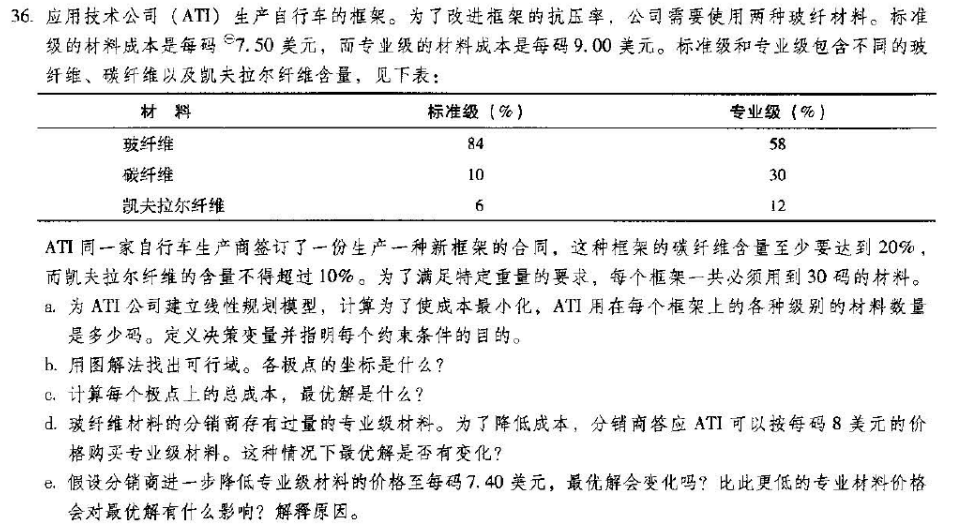 36. 应用技术公司（ATI）生产自行车的框架。为了改进框架的抗压率，公司需要使用两种玻纤材料。标准
级的材料成本是每码㊀7.50 美元，而专业级的材料成本是每码9.00 美元。标准级和专业级包含不同的玻
纤维、碳纤维以及凯夫拉尔纤维含量，见下表：
材 料 标准级（%） 专业级（%）
玻纤维 84 58
碳纤维 10 30
凯夫拉尔纤维 6 12
ATI 同一家自行车生产商签订了一份生产一种新框架的合同，这种框架的碳纤维含量至少要达到 20%，
而凯夫拉尔纤维的含量不得超过 10%。为了满足特定重量的要求，每个框架一共必须用到 30 码的材料。
a. 为 ATI 公司建立线性规划模型，计算为了使成本最小化，ATI 用在每个框架上的各种级别的材料数量
是多少码。定义决策变量并指明每个约束条件的目的。
b. 用图解法找出可行域。各极点的坐标是什么？
c. 计算每个极点上的总成本，最优解是什么？
d. 玻纤维材料的分销商存有过量的专业级材料。为了降低成本，分销商答应 ATI 可以按每码 8 美元的价
格购买专业级材料。这种情况下最优解是否有变化？
e. 假设分销商进一步降低专业级材料的价格至每码7.40 美元，最优解会变化吗？比此更低的专业材料价格
会对最优解有什么影响？解释原因。